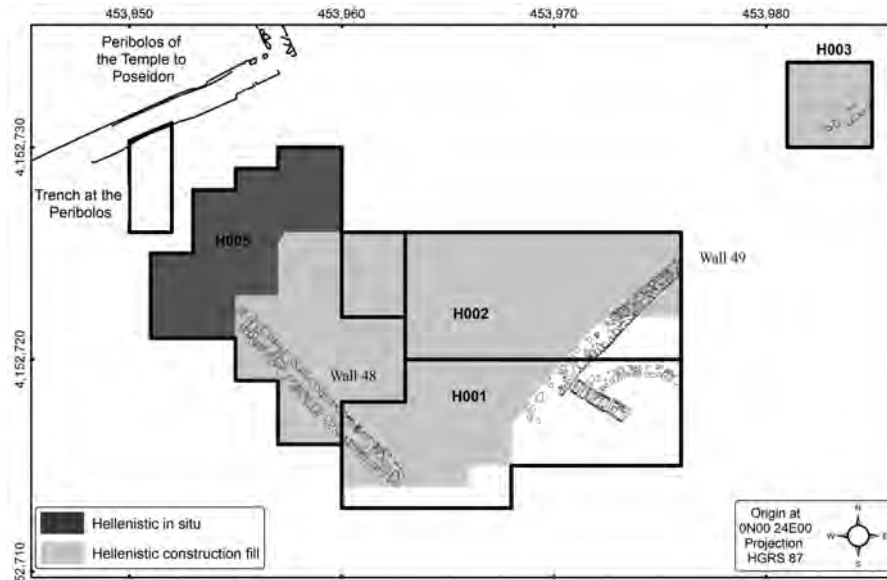 453,950
453,960
453,970
453,980
Peribolos of
the Temple to
Poseidon
H003
4,152,730
Trench at the
Peribolos
H005
Wall 49
H002
4,152,720
Wall 48
H001
Hellenistic in situ
Hellenistic construction fill
Origin at
0N00 24E00
Projection
HGRS 87
N
W
E
S
52,710